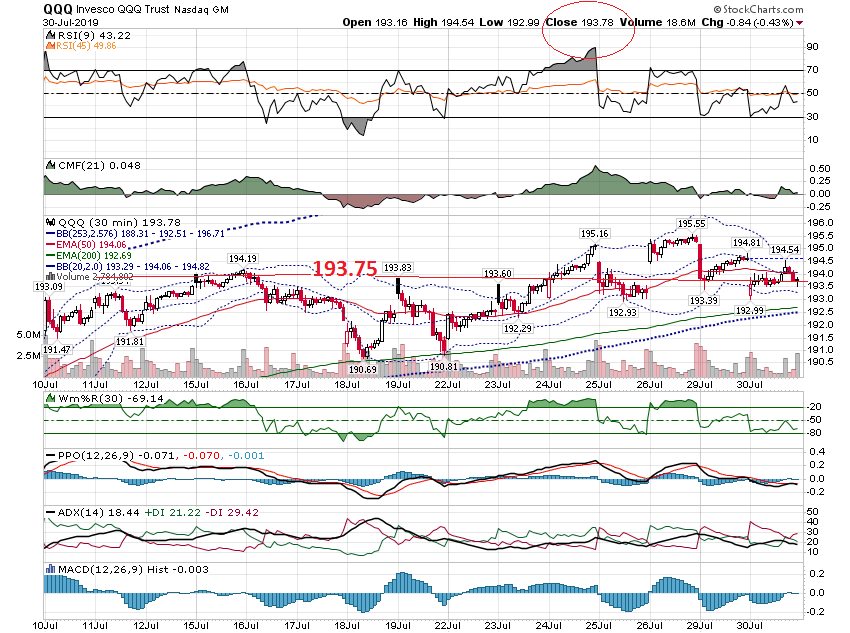 QQQ Invesco QQQ Trust Nasdaq GM © StockCharts.com
30-Jul-2019 Open 193.16 High 194.54 Low 192.99 Close 193.78 Volume 18.6M Chg -0.84 (-0.43%)
RSI(9) 43.22
RSI(45) 49.86
90
70
50
30
10
CMF(21) 0.048
0.50
0.25
0.00
-0.25
QQQ (30 min) 193.78
BB(253,2.576) 188.31 - 192.51 - 196.71
EMA(50) 194.06
EMA(200) 192.69
BB(20,2.0) 193.29 - 194.06 - 194.82
Volume 2,784,802
193.75
193.09
191.47
191.81
194.19
190.69
193.83
190.81
193.60
192.29
195.16
192.93
195.55
193.39
194.81
192.99
194.54
196.0
195.5
195.0
194.5
194.0
193.5
193.0
192.5
192.0
191.5
191.0
190.5
5.0M
2.5M
10Jul 11Jul 12Jul 15Jul 16Jul 17Jul 18Jul 19Jul 22Jul 23Jul 24Jul 25Jul 26Jul 29Jul 30Jul
Wm%R(30) -69.14
-20
-50
-80
PPO(12,26,9) -0.071, -0.070, -0.001
0.4
0.2
0.0
-0.2
ADX(14) 18.44 +DI 21.22 -DI 29.42
50
40
30
20
10
MACD(12,26,9) Hist -0.003
0.2
0.0
-0.2
10Jul 11Jul 12Jul 15Jul 16Jul 17Jul 18Jul 19Jul 22Jul 23Jul 24Jul 25Jul 26Jul 29Jul 30Jul